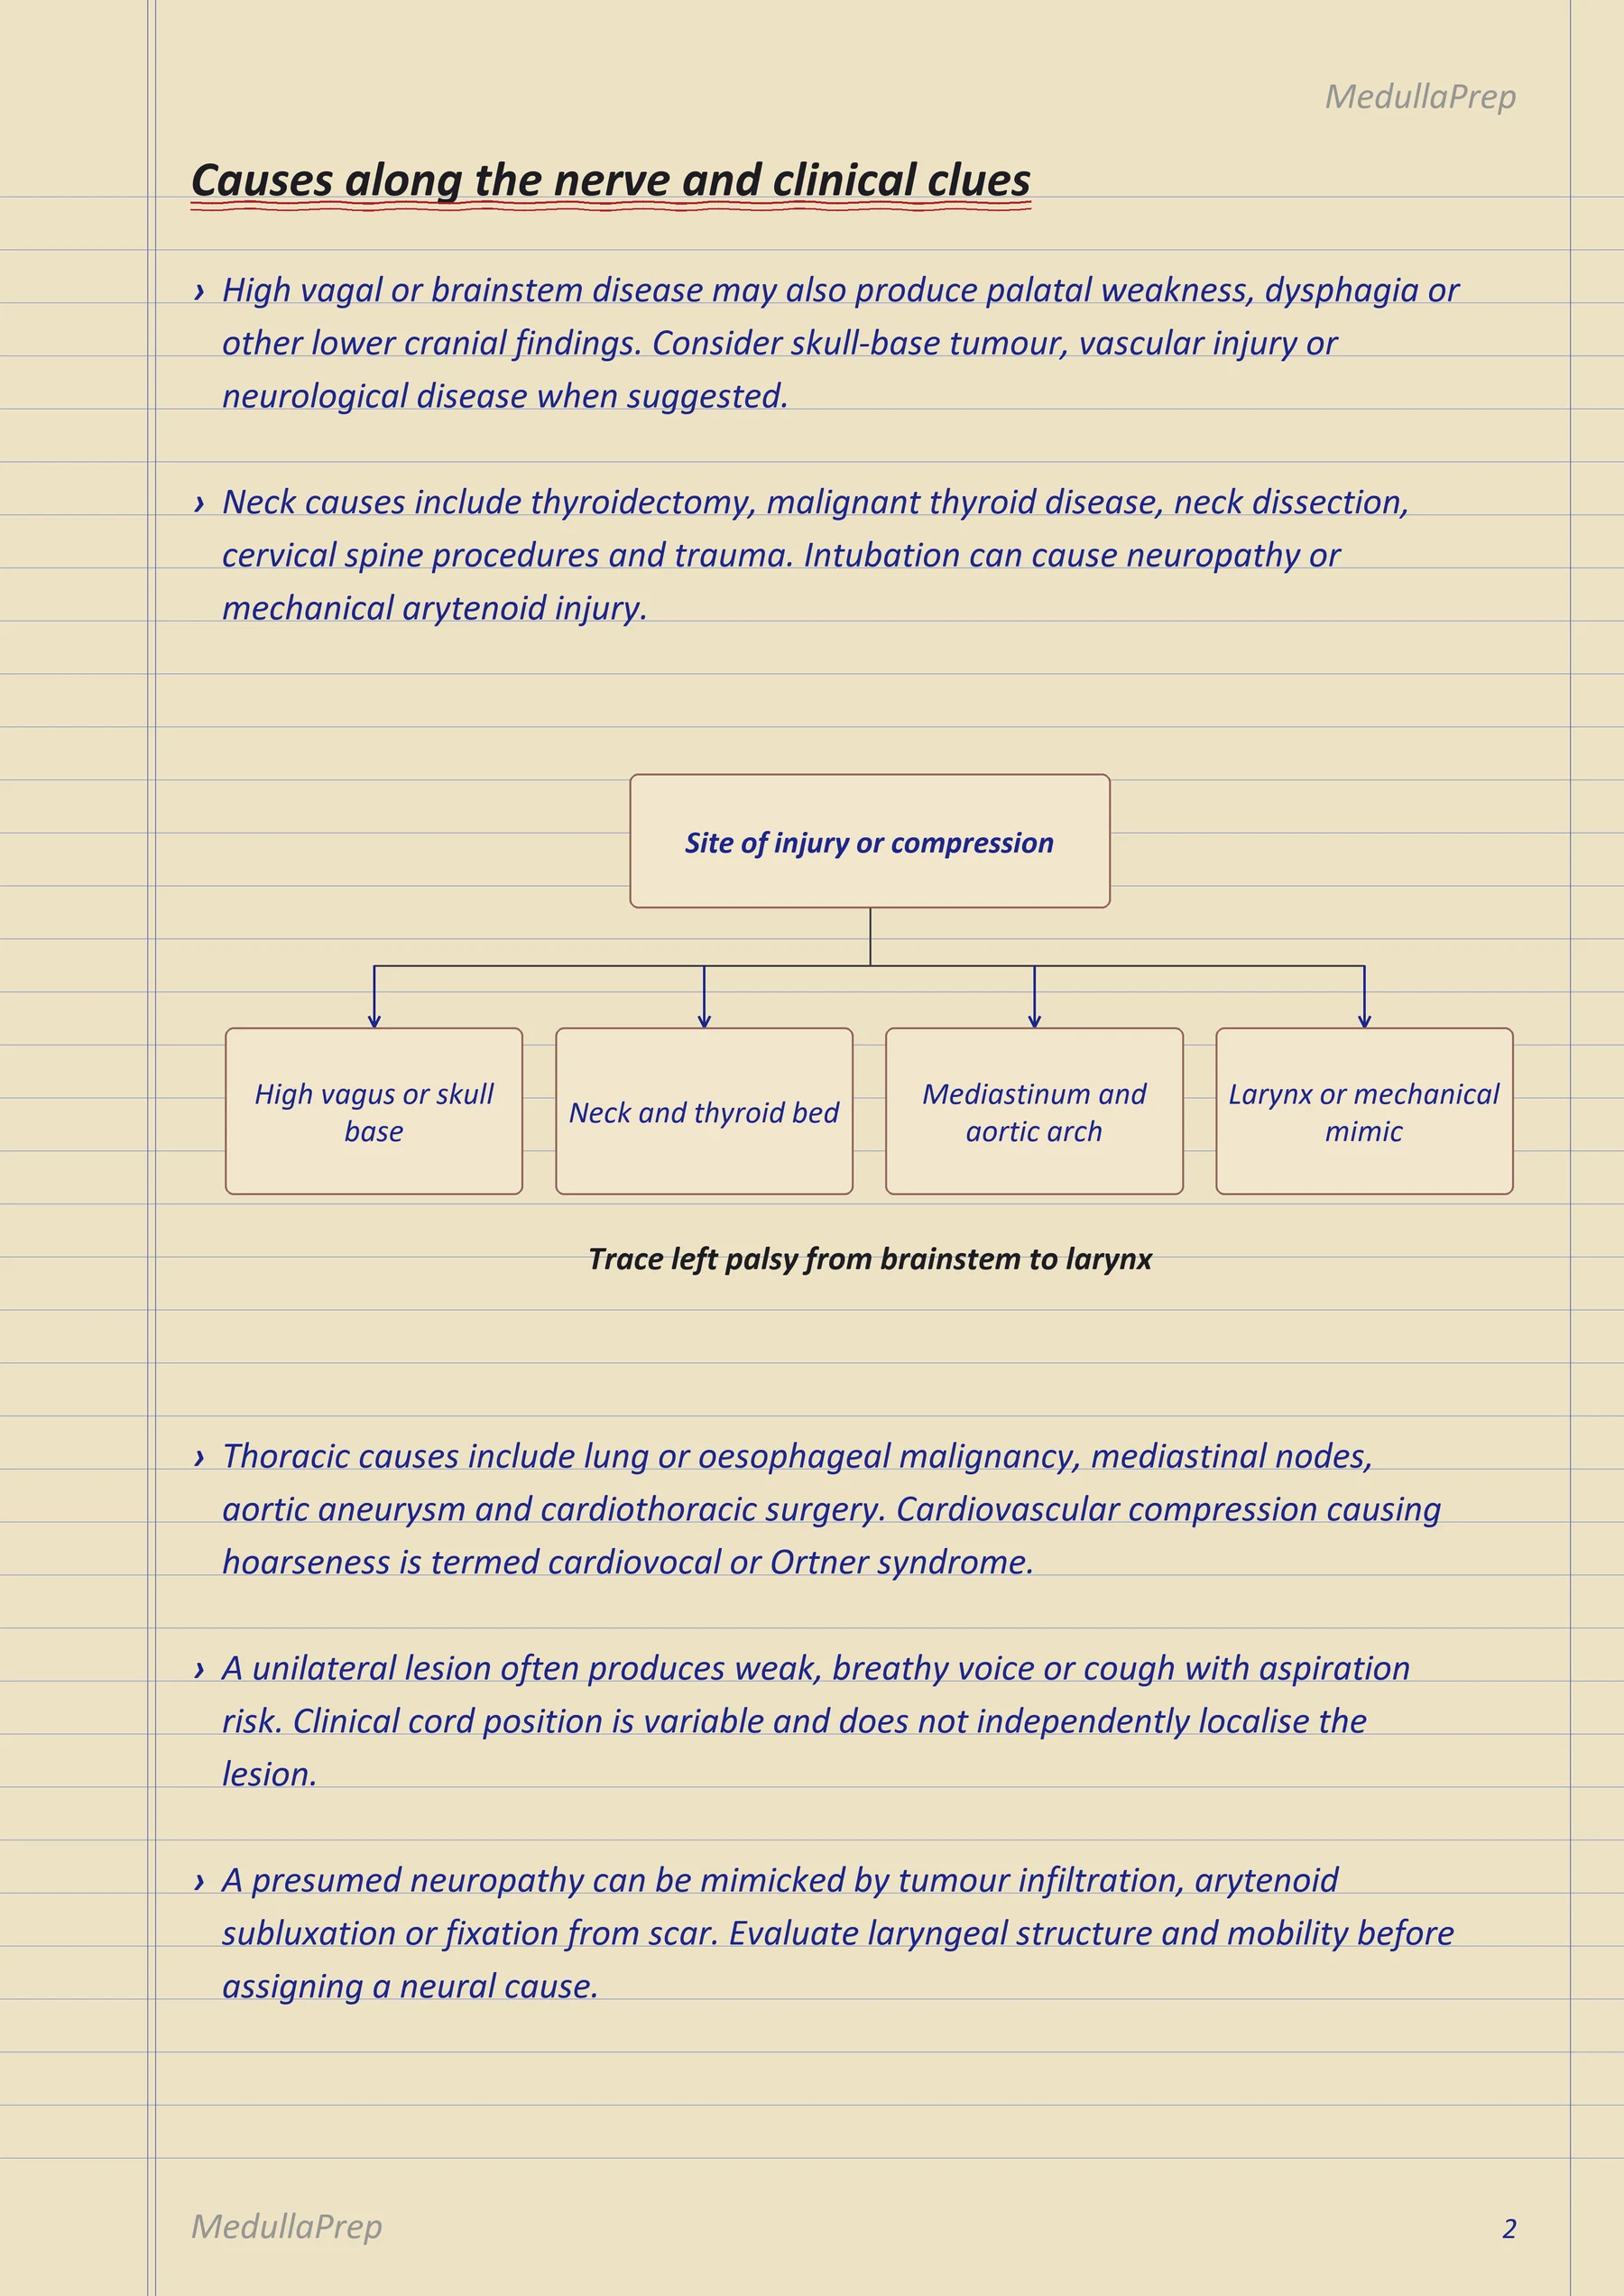 MedullaPrep
Causes along the nerve and clinical clues
› High vagal or brainstem disease may also produce palatal weakness, dysphagia or
other lower cranial findings. Consider skull-base tumour, vascular injury or
neurological disease when suggested.
› Neck causes include thyroidectomy, malignant thyroid disease, neck dissection,
cervical spine procedures and trauma. Intubation can cause neuropathy or
mechanical arytenoid injury.
Site of injury or compression
High vagus or skull
base
Neck and thyroid bed
Mediastinum and
aortic arch
Larynx or mechanical
mimic
Trace left palsy from brainstem to larynx
› Thoracic causes include lung or oesophageal malignancy, mediastinal nodes,
aortic aneurysm and cardiothoracic surgery. Cardiovascular compression causing
hoarseness is termed cardiovocal or Ortner syndrome.
› A unilateral lesion often produces weak, breathy voice or cough with aspiration
risk. Clinical cord position is variable and does not independently localise the
lesion.
› A presumed neuropathy can be mimicked by tumour infiltration, arytenoid
subluxation or fixation from scar. Evaluate laryngeal structure and mobility before
assigning a neural cause.
MedullaPrep
2